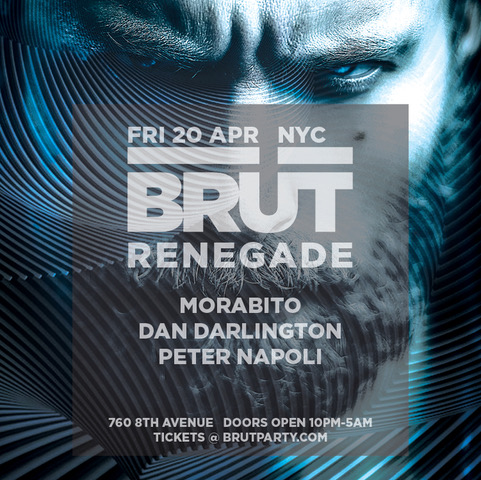 FRI 20 APR NYC
BRUT
RENEGADE
MORABITO
DAN DARLINGTON
PETER NAPOLI
760 8TH AVENUE DOORS OPEN 10PM-5AM
TICKETS @ BRUTPARTY.COM